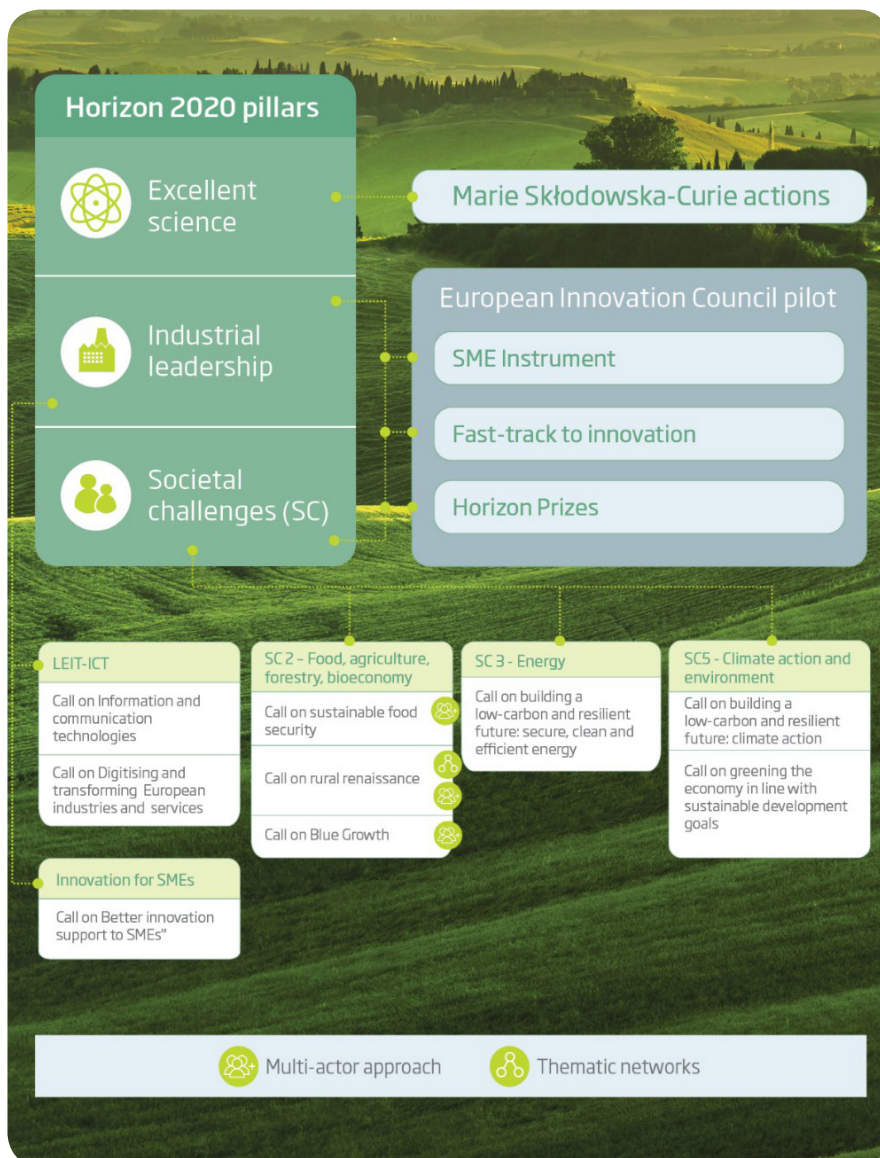 Horizon 2020 pillars
Excellent
science
Industrial
leadership
Societal
challenges (SC)
Marie Skłodowska-Curie actions
European Innovation Council pilot
SME Instrument
Fast-track to innovation
Horizon Prizes
LEIT-ICT
Call on Information and
communication
technologies
Call on Digitising and
transforming European
industries and services
Innovation for SMEs
Call on Better innovation
support to SMEs"
SC 2 – Food, agriculture,
forestry, bioeconomy
Call on sustainable food
security
Call on rural renaissance
Call on Blue Growth
SC 3 - Energy
Call on building a
low-carbon and resilient
future: secure, clean and
efficient energy
SC5 - Climate action and
environment
Call on building a
low-carbon and resilient
future: climate action
Call on greening the
economy in line with
sustainable development
goals
Multi-actor approach
Thematic networks